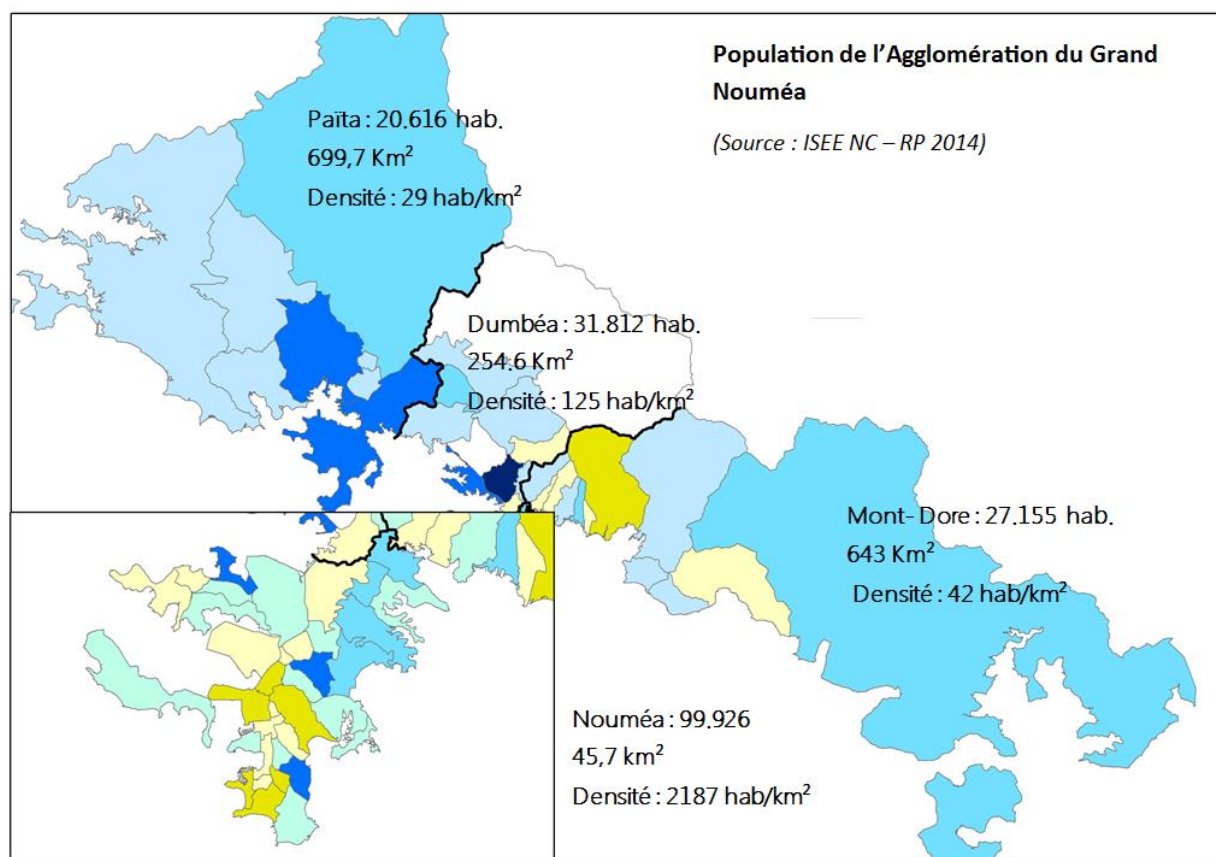 Population de l’Agglomération du Grand
Nouméa
(Source : ISEE NC – RP 2014)
Païta : 20.616 hab.
699,7 Km²
Densité : 29 hab/km²
Dumbéa : 31.812 hab.
254.6 Km²
Densité : 125 hab/km²
Mont-Dore : 27.155 hab.
643 Km²
Densité : 42 hab/km²
Nouméa : 99.926
45,7 km²
Densité : 2187 hab/km²